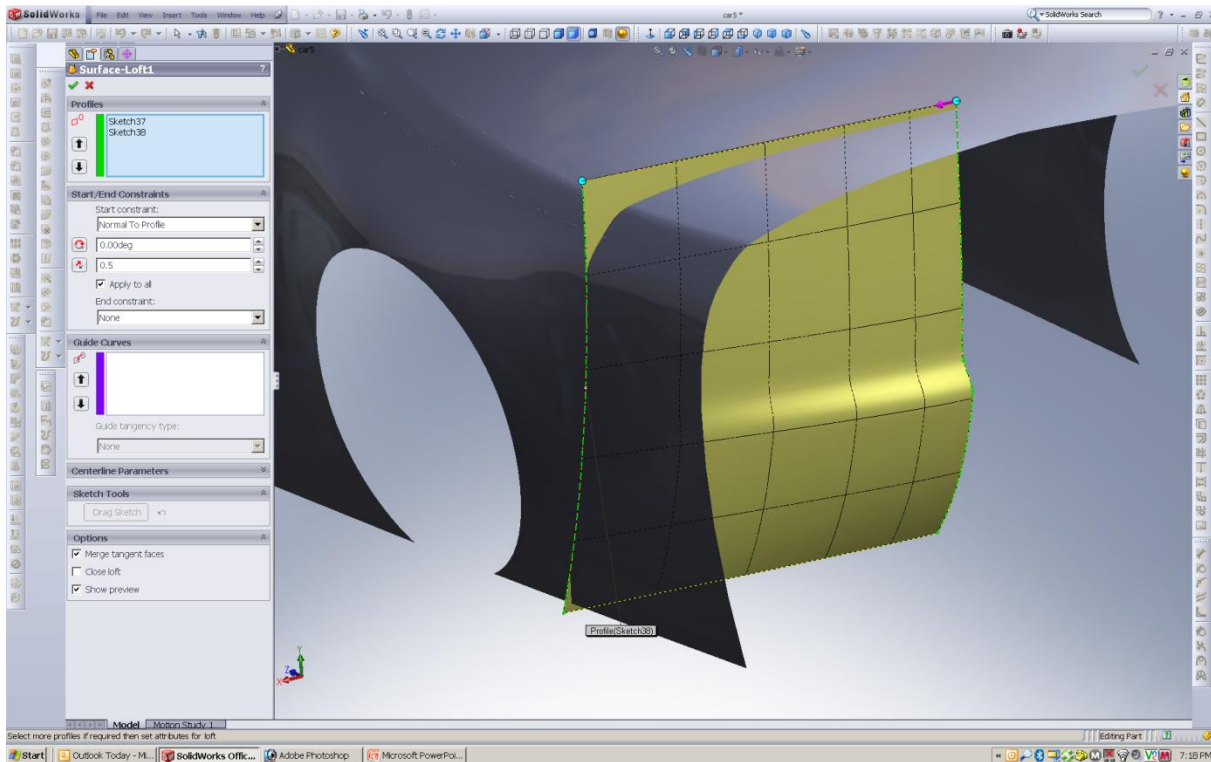 SolidWorks File Edit View Insert Tools Window Help car5 * SolidWorks Search
car5
Surface-Loft1 ?
Profiles
Sketch37
Sketch38
Start/End Constraints
Start constraint:
Normal To Profile
0.00deg
0.5
Apply to all
End constraint:
None
Guide Curves
Guide tangency type:
None
Centerline Parameters
Sketch Tools
Drag Sketch
Options
Merge tangent faces
Close loft
Show preview
Profile(Sketch38)
Y
Z
X
Model Motion Study 1
Select more profiles if required then set attributes for loft Editing Part
Start Outlook Today - Mi... SolidWorks Offic... Adobe Photoshop Microsoft PowerPoi... 7:18 PM